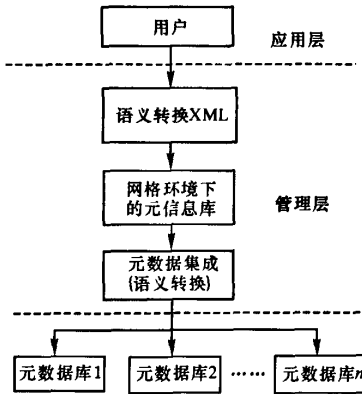 用户
应用层
语义转换XML
网格环境下
的元信息库
管理层
元数据集成
(语义转换)
元数据库1 元数据库2 …… 元数据库n